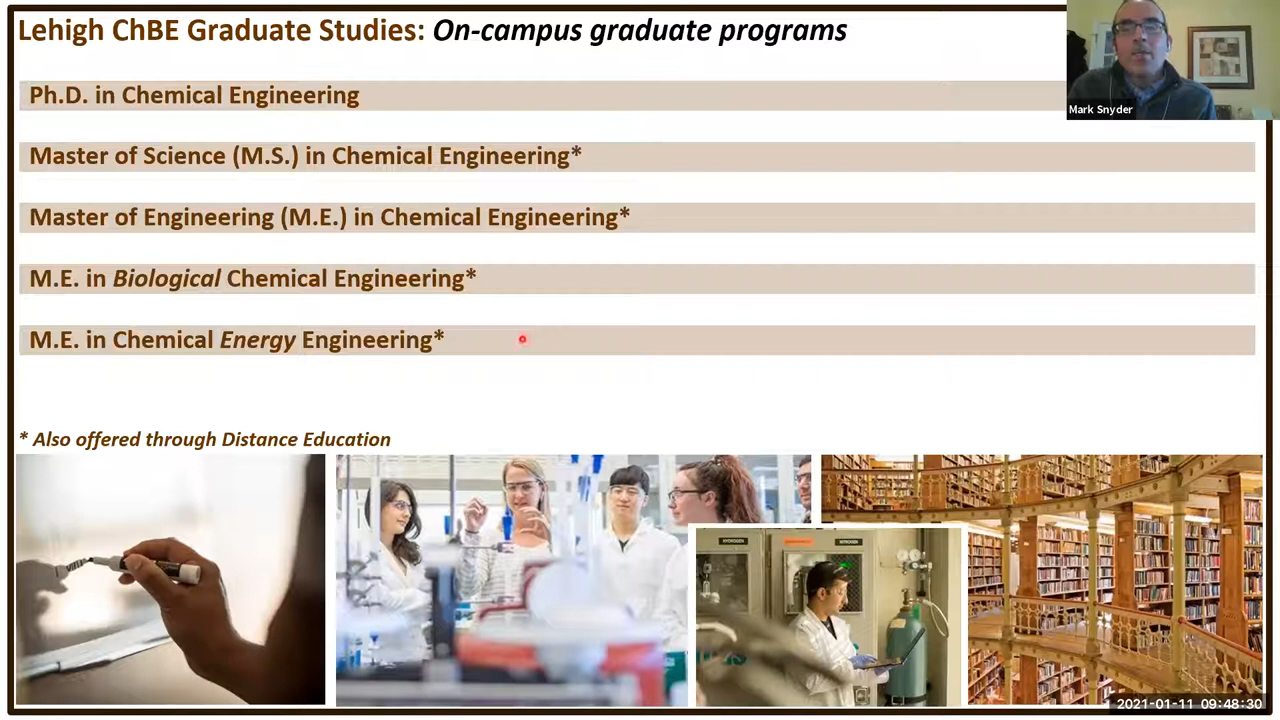 Lehigh ChBE Graduate Studies: On-campus graduate programs
Mark Snyder
Ph.D. in Chemical Engineering
Master of Science (M.S.) in Chemical Engineering*
Master of Engineering (M.E.) in Chemical Engineering*
M.E. in Biological Chemical Engineering*
M.E. in Chemical Energy Engineering*
* Also offered through Distance Education
HYDROGEN
NITROGEN
2021-01-11 09:48:30